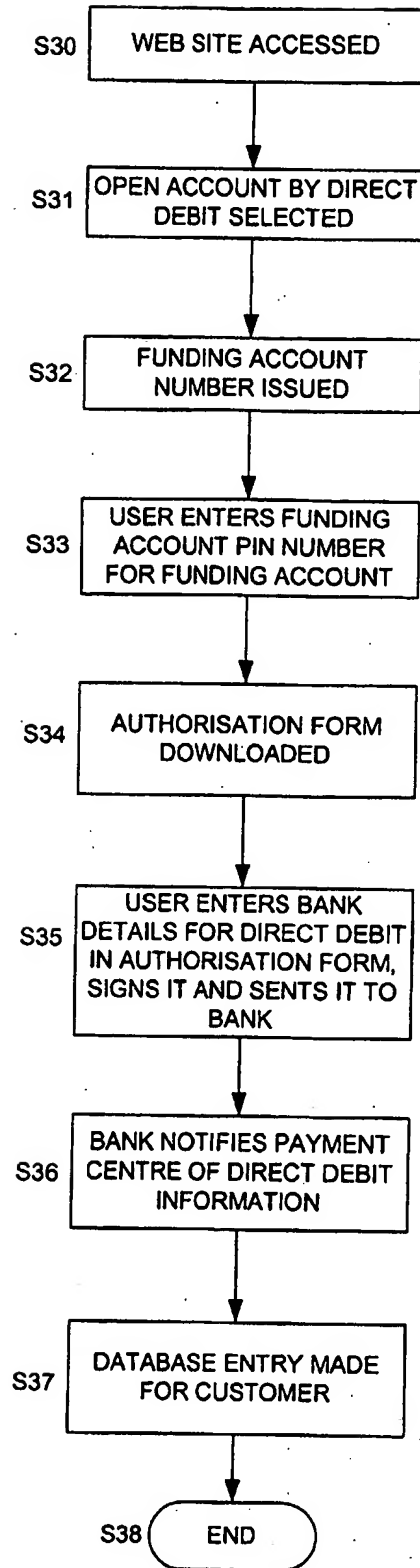 S30
WEB SITE ACCESSED
S31
OPEN ACCOUNT BY DIRECT
DEBIT SELECTED
S32
FUNDING ACCOUNT
NUMBER ISSUED
S33
USER ENTERS FUNDING
ACCOUNT PIN NUMBER
FOR FUNDING ACCOUNT
S34
AUTHORISATION FORM
DOWNLOADED
S35
USER ENTERS BANK
DETAILS FOR DIRECT DEBIT
IN AUTHORISATION FORM,
SIGNS IT AND SENTS IT TO
BANK
S36
BANK NOTIFIES PAYMENT
CENTRE OF DIRECT DEBIT
INFORMATION
S37
DATABASE ENTRY MADE
FOR CUSTOMER
S38
END